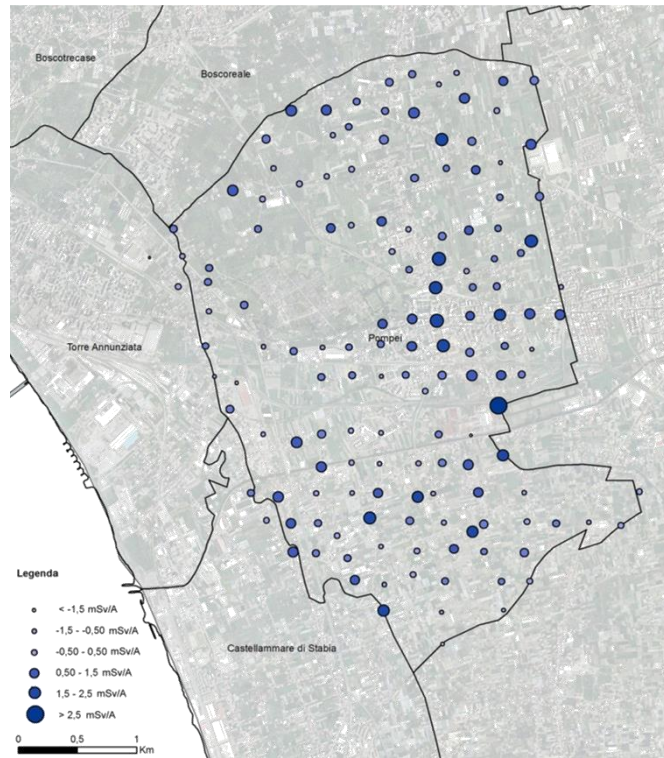 Boscotrecase
Boscoreale
Torre Annunziata
Pompei
Castellammare di Stabia
Legenda
< -1,5 mSv/A
-1,5 - -0,50 mSv/A
-0,50 - 0,50 mSv/A
0,50 - 1,5 mSv/A
1,5 - 2,5 mSv/A
> 2,5 mSv/A
0 0,5 1
Km